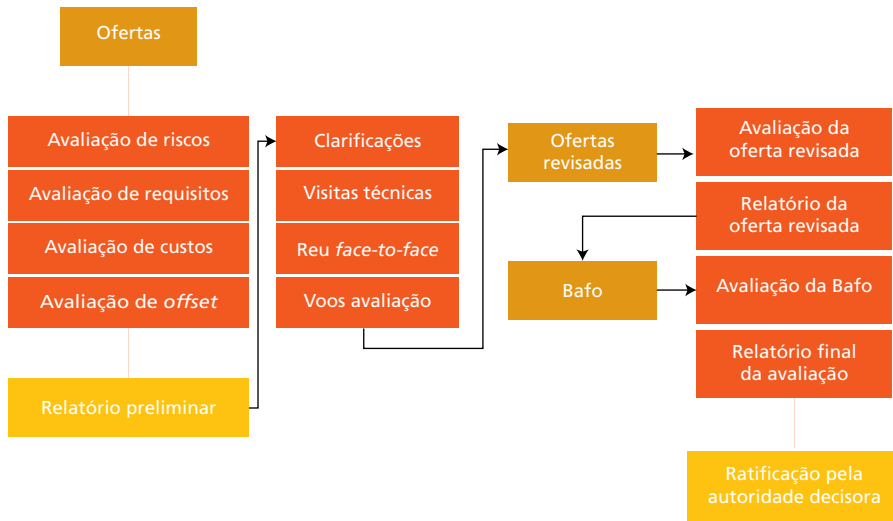 Ofertas
Avaliação de riscos
Avaliação de requisitos
Avaliação de custos
Avaliação de offset
Relatório preliminar
Clarificações
Visitas técnicas
Reu face-to-face
Voos avaliação
Ofertas
revisadas
Avaliação da
oferta revisada
Relatório da
oferta revisada
Bafo
Avaliação da Bafo
Relatório final
da avaliação
Ratificação pela
autoridade decisora